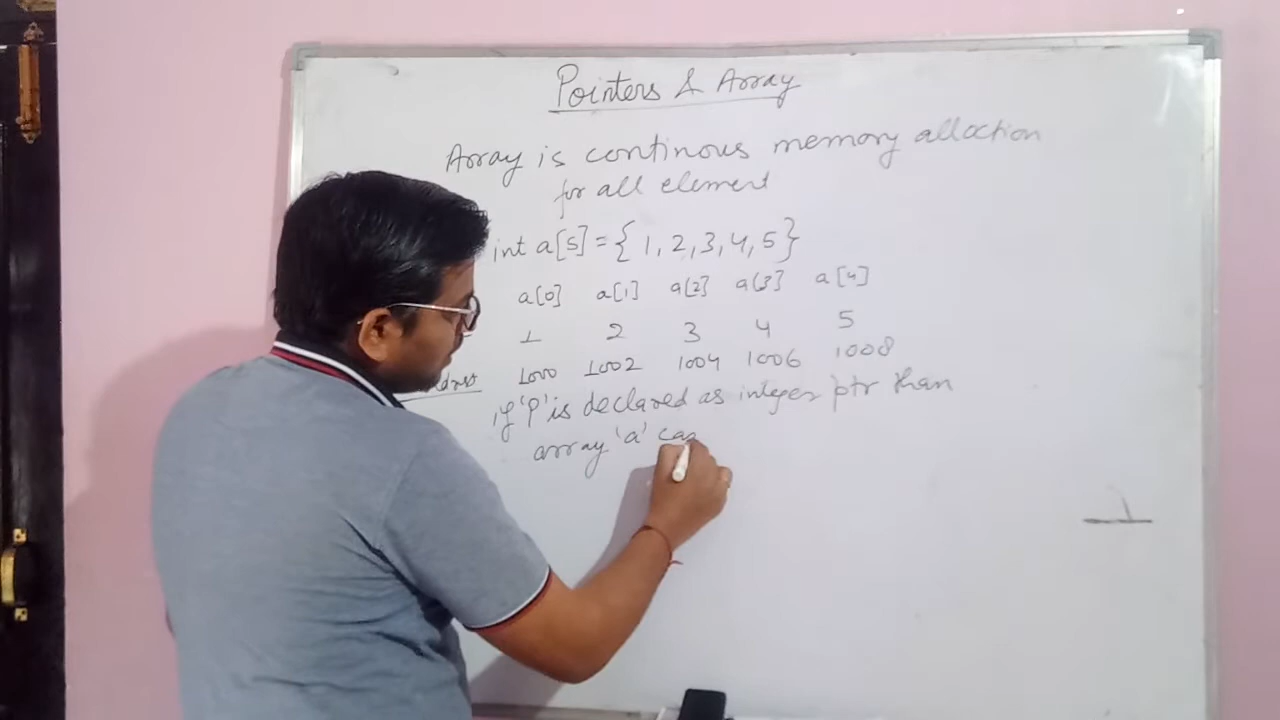 Pointers & Array
Array is continous memory alloction
for all element
int a[5] = { 1, 2, 3, 4, 5 }
a[0] a[1] a[2] a[3] a[4]
1 2 3 4 5
1000 1002 1004 1006 1008
if 'p' is declared as integer ptr than
array 'a' can